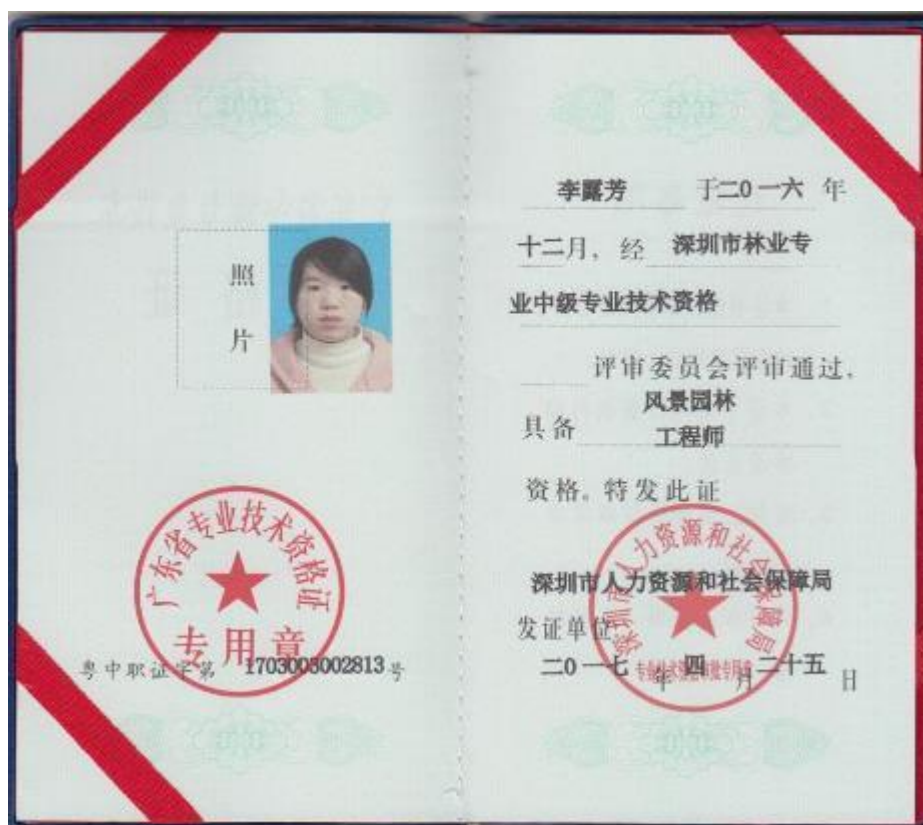 照
片
广东省专业技术资格证
专用章
粤中职证字第 1703003002813 号
李露芳 于二0一六 年
十二月，经 深圳市林业专
业中级专业技术资格
评审委员会评审通过，
具备 风景园林
工程师
资格。特发此证
深圳市人力资源和社会保障局
深圳市人力资源和社会保障局
发证单位
二0一七 年 四 月 二十五 日